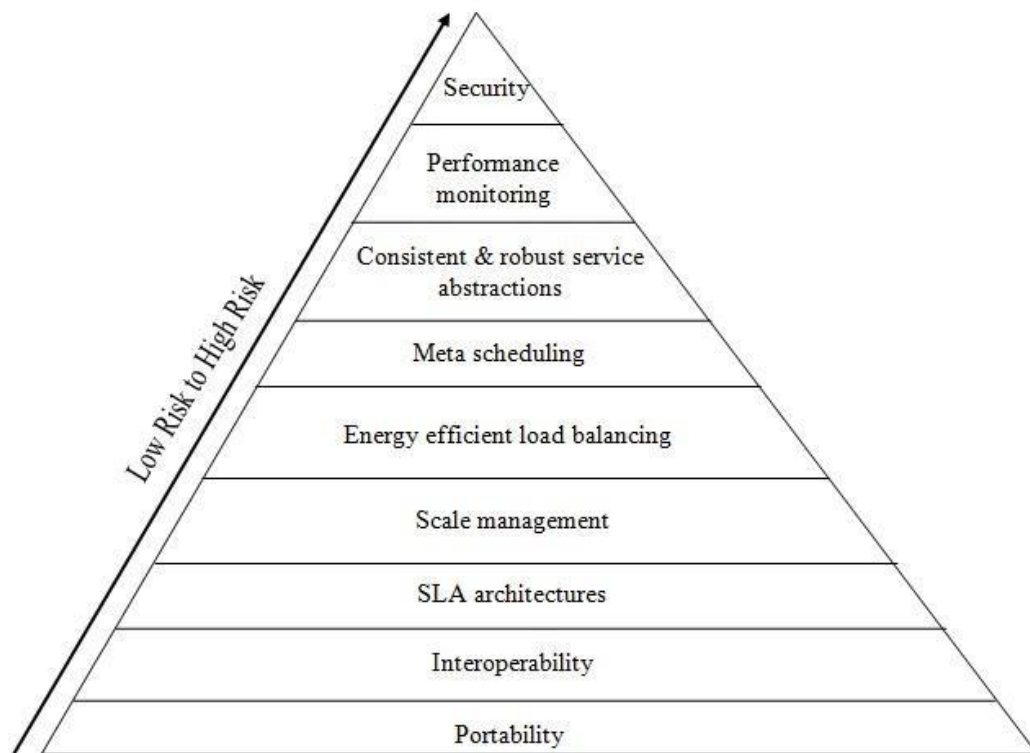 Security
Performance
monitoring
Consistent & robust service
abstractions
Meta scheduling
Low Risk to High Risk
Energy efficient load balancing
Scale management
SLA architectures
Interoperability
Portability